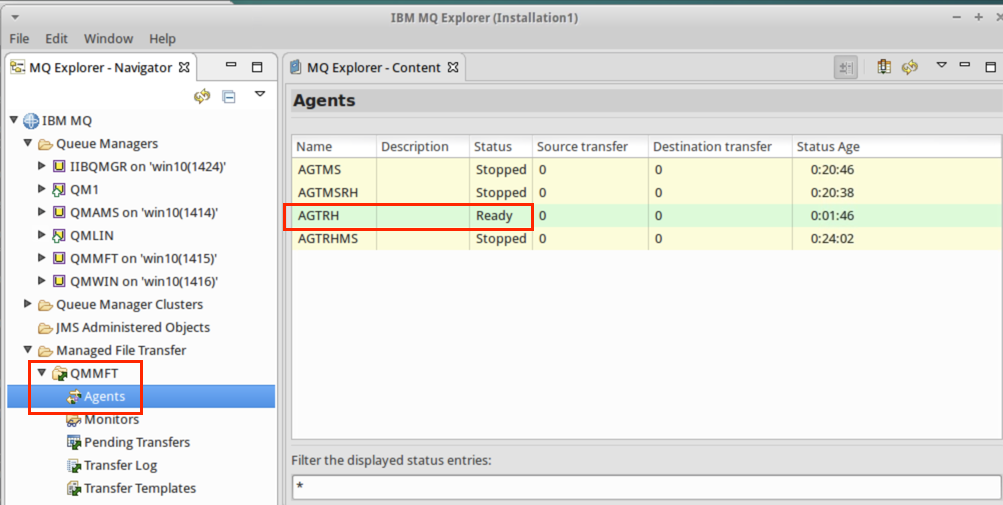 IBM MQ Explorer (Installation1)
File Edit Window Help
MQ Explorer - Navigator
IBM MQ
Queue Managers
IIBQMGR on 'win10(1424)'
QM1
QMAMS on 'win10(1414)'
QMLIN
QMMFT on 'win10(1415)'
QMWIN on 'win10(1416)'
Queue Manager Clusters
JMS Administered Objects
Managed File Transfer
QMMFT
Agents
Monitors
Pending Transfers
Transfer Log
Transfer Templates
MQ Explorer - Content
Agents
Name Description Status Source transfer Destination transfer Status Age
AGTMS Stopped 0 0 0:20:46
AGTMSRH Stopped 0 0 0:20:38
AGTRH Ready 0 0 0:01:46
AGTRHMS Stopped 0 0 0:24:02
Filter the displayed status entries:
*